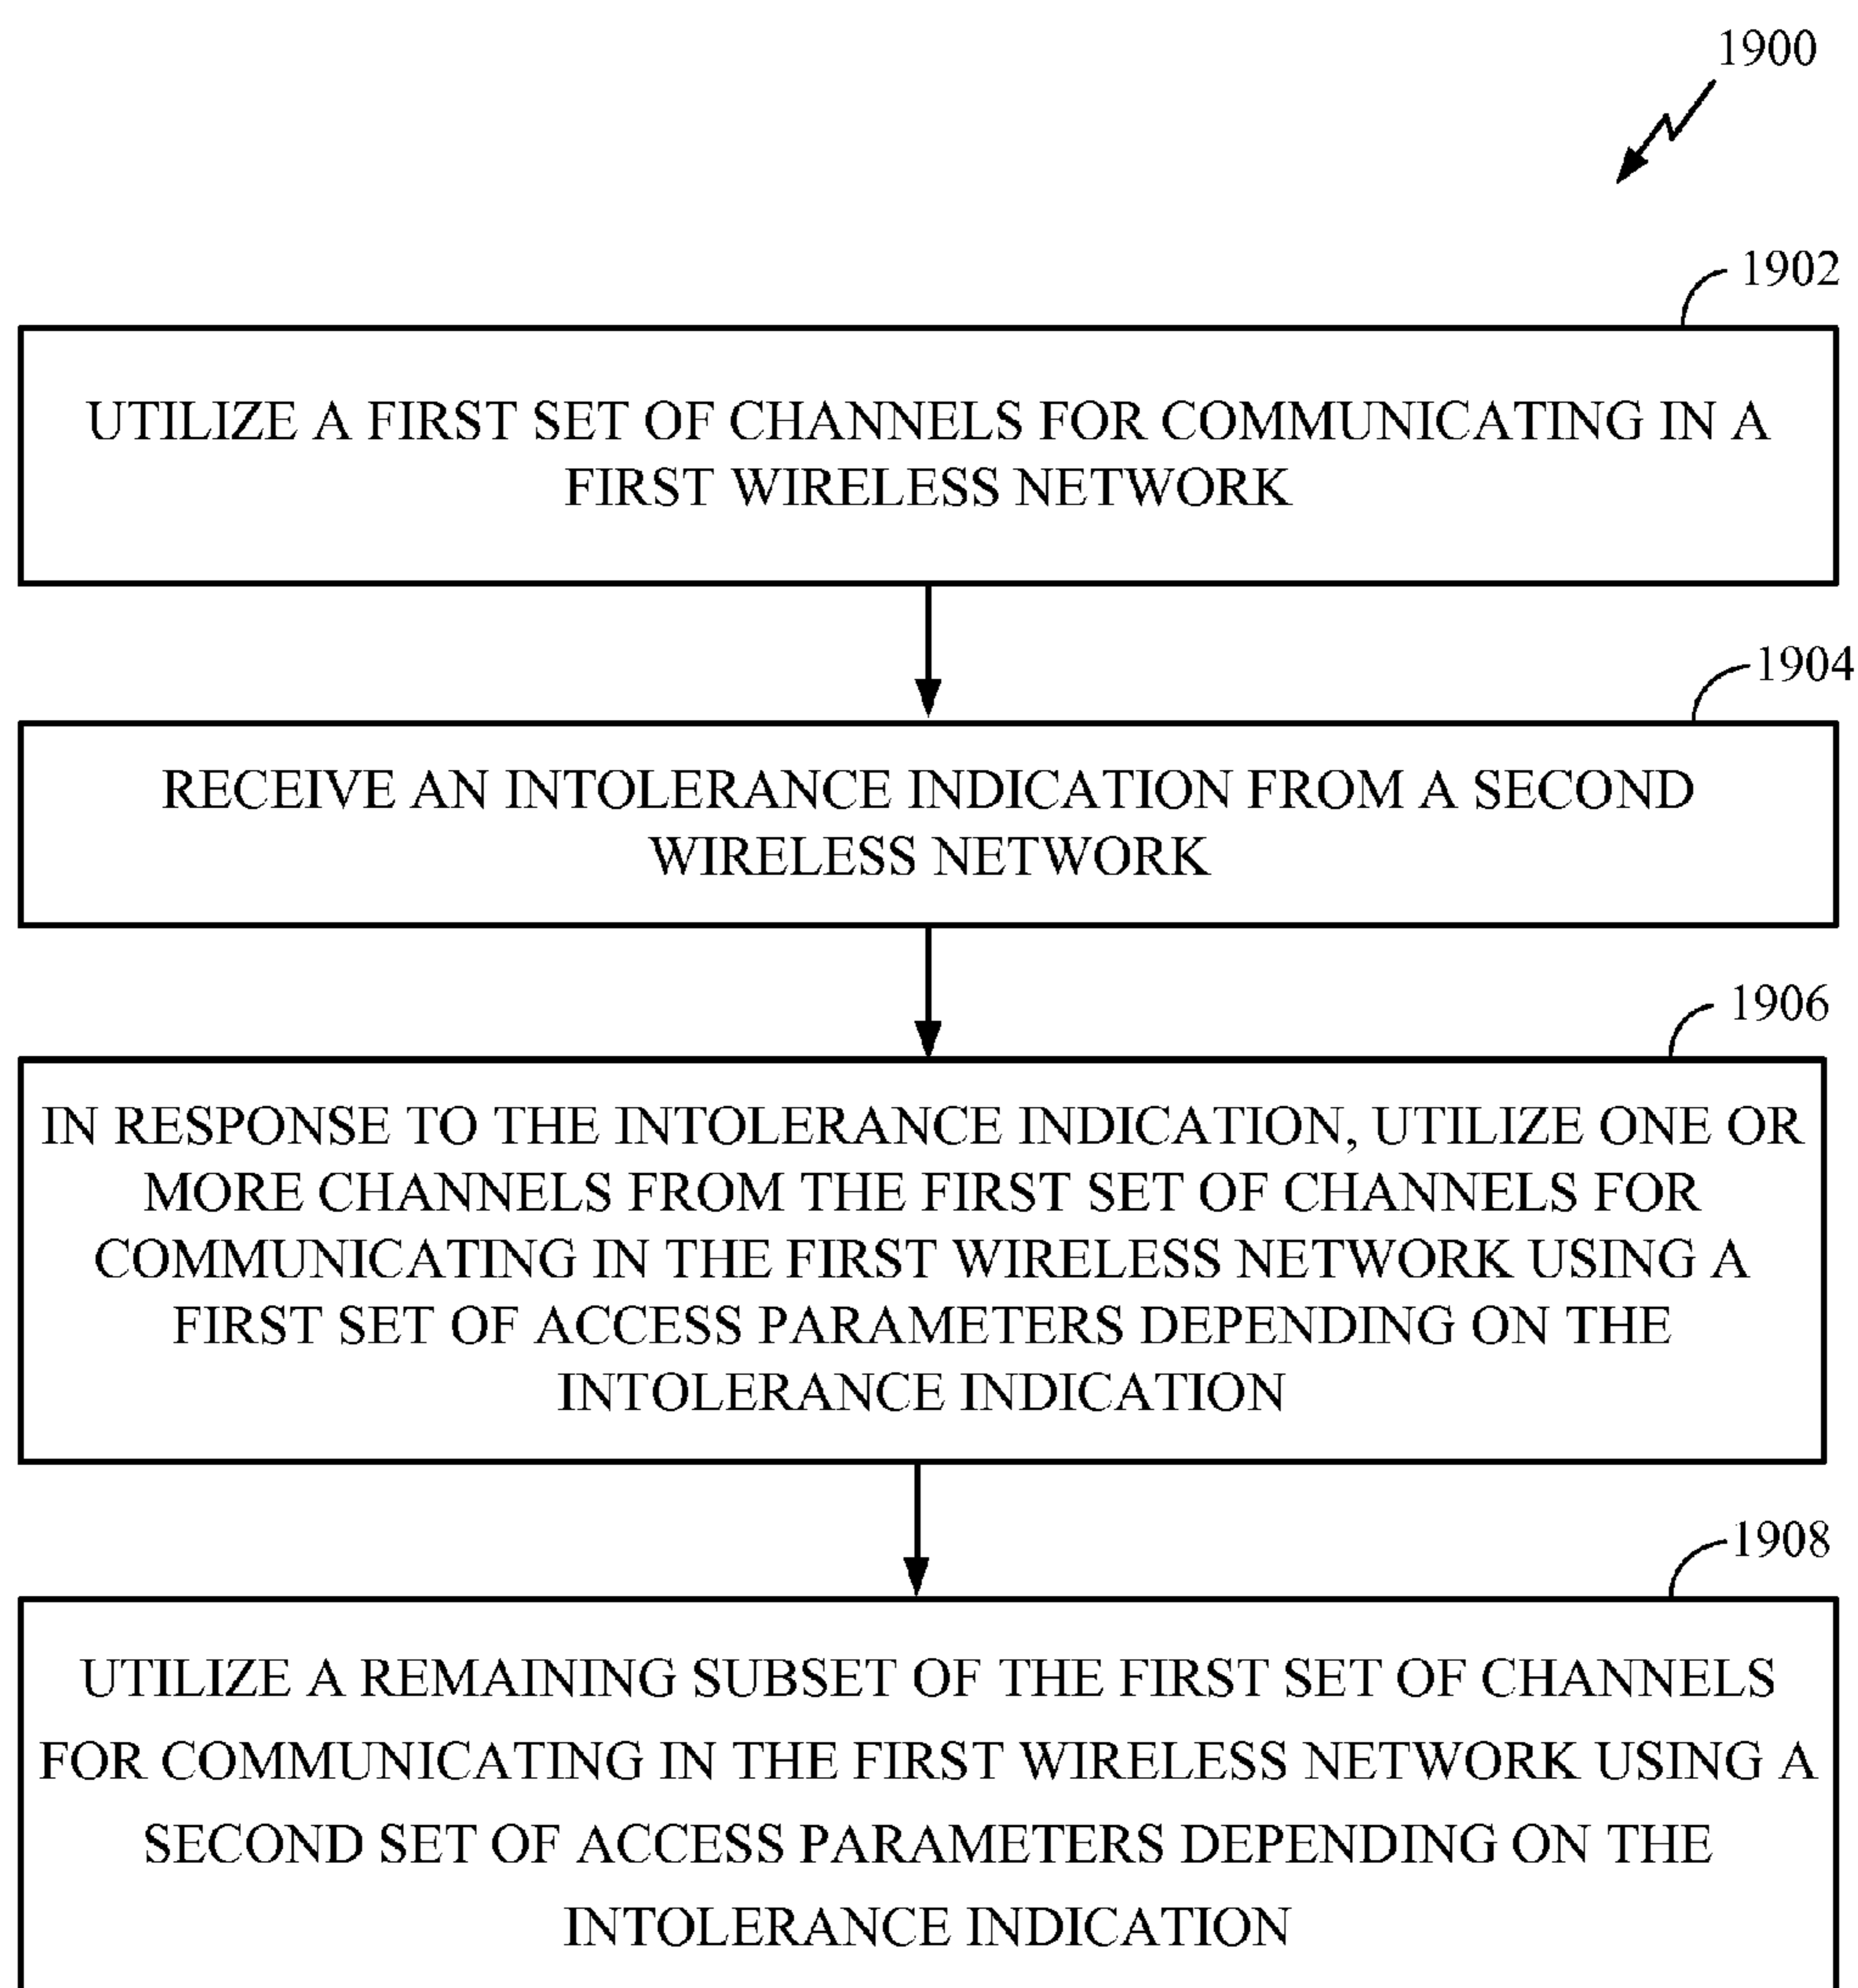 1900
1902
UTILIZE A FIRST SET OF CHANNELS FOR COMMUNICATING IN A
FIRST WIRELESS NETWORK
1904
RECEIVE AN INTOLERANCE INDICATION FROM A SECOND
WIRELESS NETWORK
1906
IN RESPONSE TO THE INTOLERANCE INDICATION, UTILIZE ONE OR
MORE CHANNELS FROM THE FIRST SET OF CHANNELS FOR
COMMUNICATING IN THE FIRST WIRELESS NETWORK USING A
FIRST SET OF ACCESS PARAMETERS DEPENDING ON THE
INTOLERANCE INDICATION
1908
UTILIZE A REMAINING SUBSET OF THE FIRST SET OF CHANNELS
FOR COMMUNICATING IN THE FIRST WIRELESS NETWORK USING A
SECOND SET OF ACCESS PARAMETERS DEPENDING ON THE
INTOLERANCE INDICATION